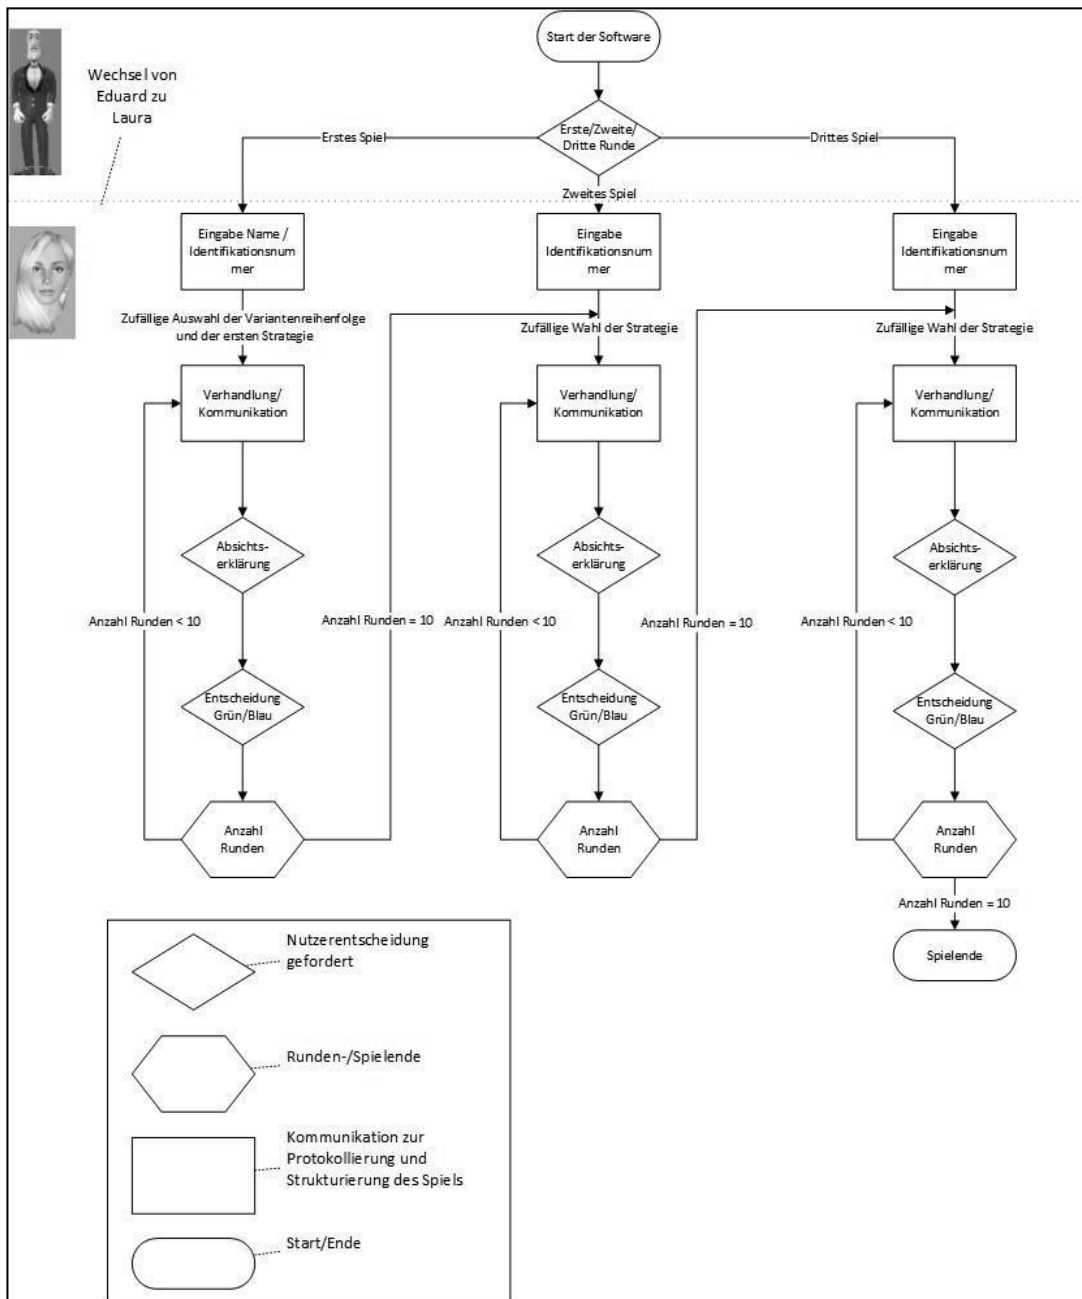 Start der Software
Wechsel von
Eduard zu
Laura
Erste/Zweite/
Dritte Runde
Erstes Spiel
Drittes Spiel
Zweites Spiel
Eingabe Name /
Identifikationsnum
mer
Eingabe
Identifikationsnum
mer
Eingabe
Identifikationsnum
mer
Zufällige Auswahl der Variantenreihenfolge
und der ersten Strategie
Zufällige Wahl der Strategie
Zufällige Wahl der Strategie
Verhandlung/
Kommunikation
Verhandlung/
Kommunikation
Verhandlung/
Kommunikation
Absichts-
erklärung
Absichts-
erklärung
Absichts-
erklärung
Anzahl Runden < 10
Anzahl Runden = 10
Anzahl Runden < 10
Anzahl Runden = 10
Anzahl Runden < 10
Entscheidung
Grün/Blau
Entscheidung
Grün/Blau
Entscheidung
Grün/Blau
Anzahl
Runden
Anzahl
Runden
Anzahl
Runden
Anzahl Runden = 10
Spielende
Nutzerentscheidung
gefordert
Runden-/Spielende
Kommunikation zur
Protokollierung und
Strukturierung des Spiels
Start/Ende